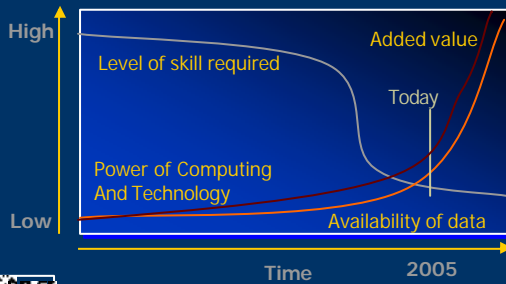 High
Added value
Level of skill required
Today
Power of Computing
And Technology
Low
Availability of data
Time
2005